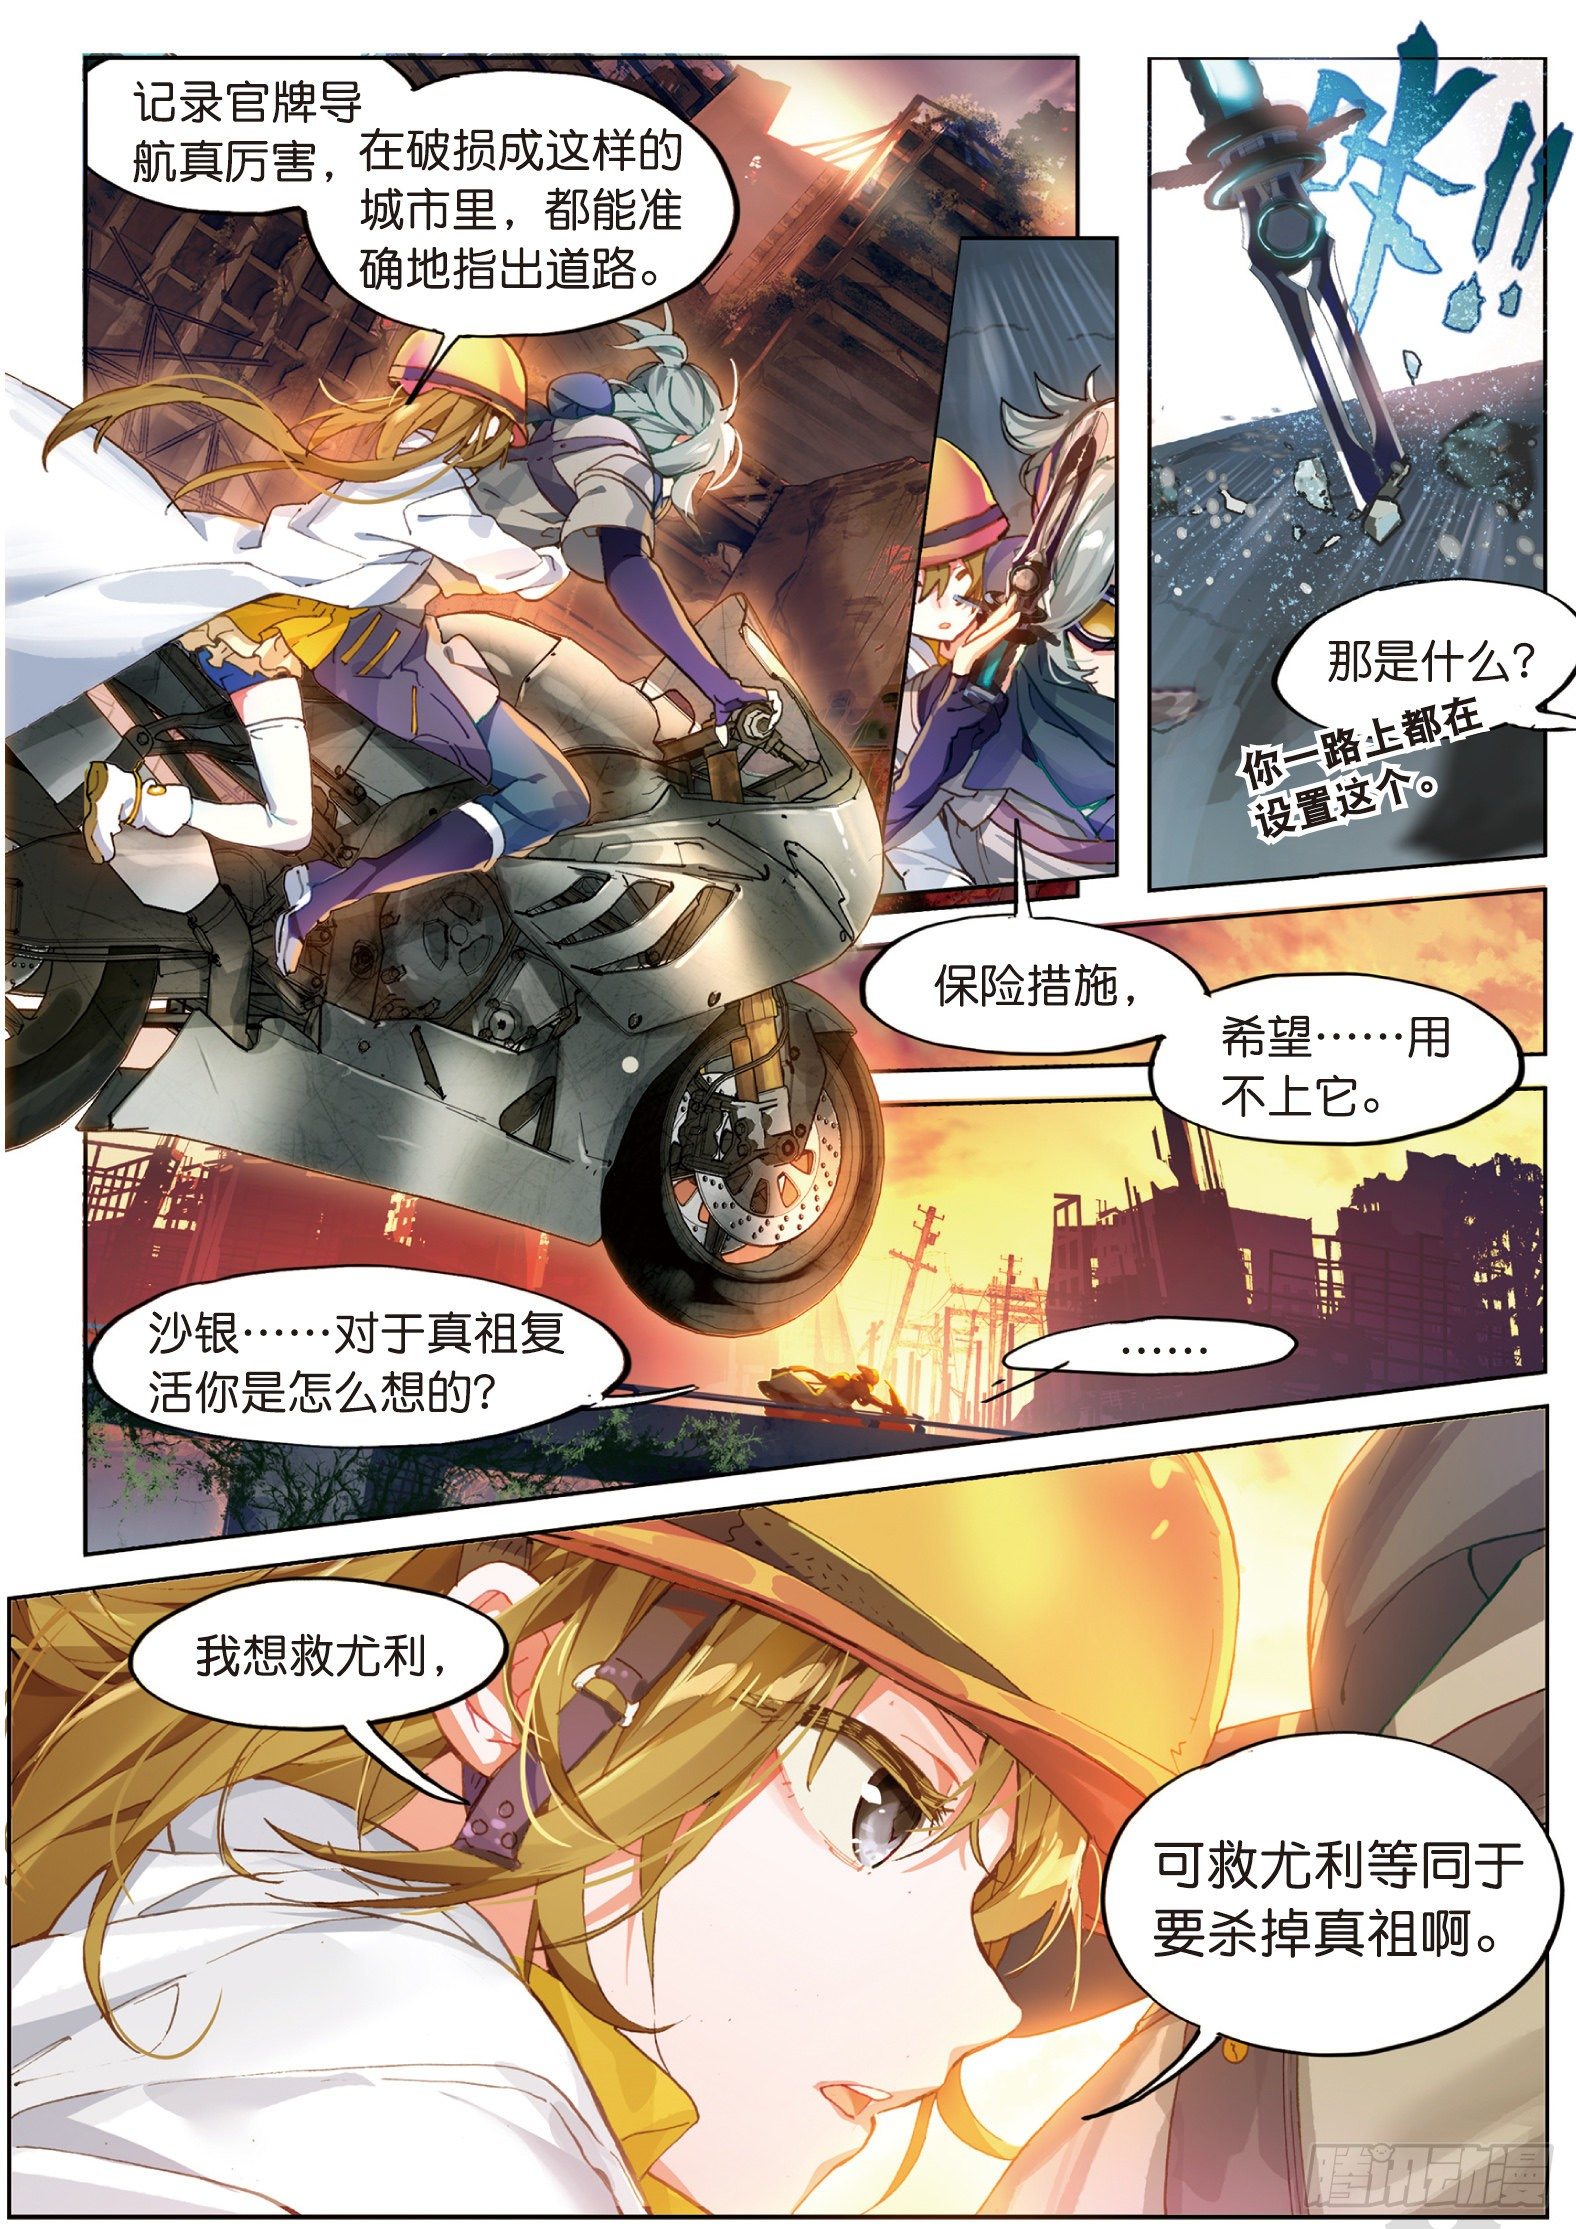 记录官牌导
航真厉害，
在破损成这样的
城市里，都能准
确地指出道路。
咔!!
那是什么？
你一路上都在
设置这个。
保险措施，
希望……用
不上它。
沙银……对于真祖复
活你是怎么想的？
……
我想救尤利，
可救尤利等同于
要杀掉真祖啊。
腾讯动漫